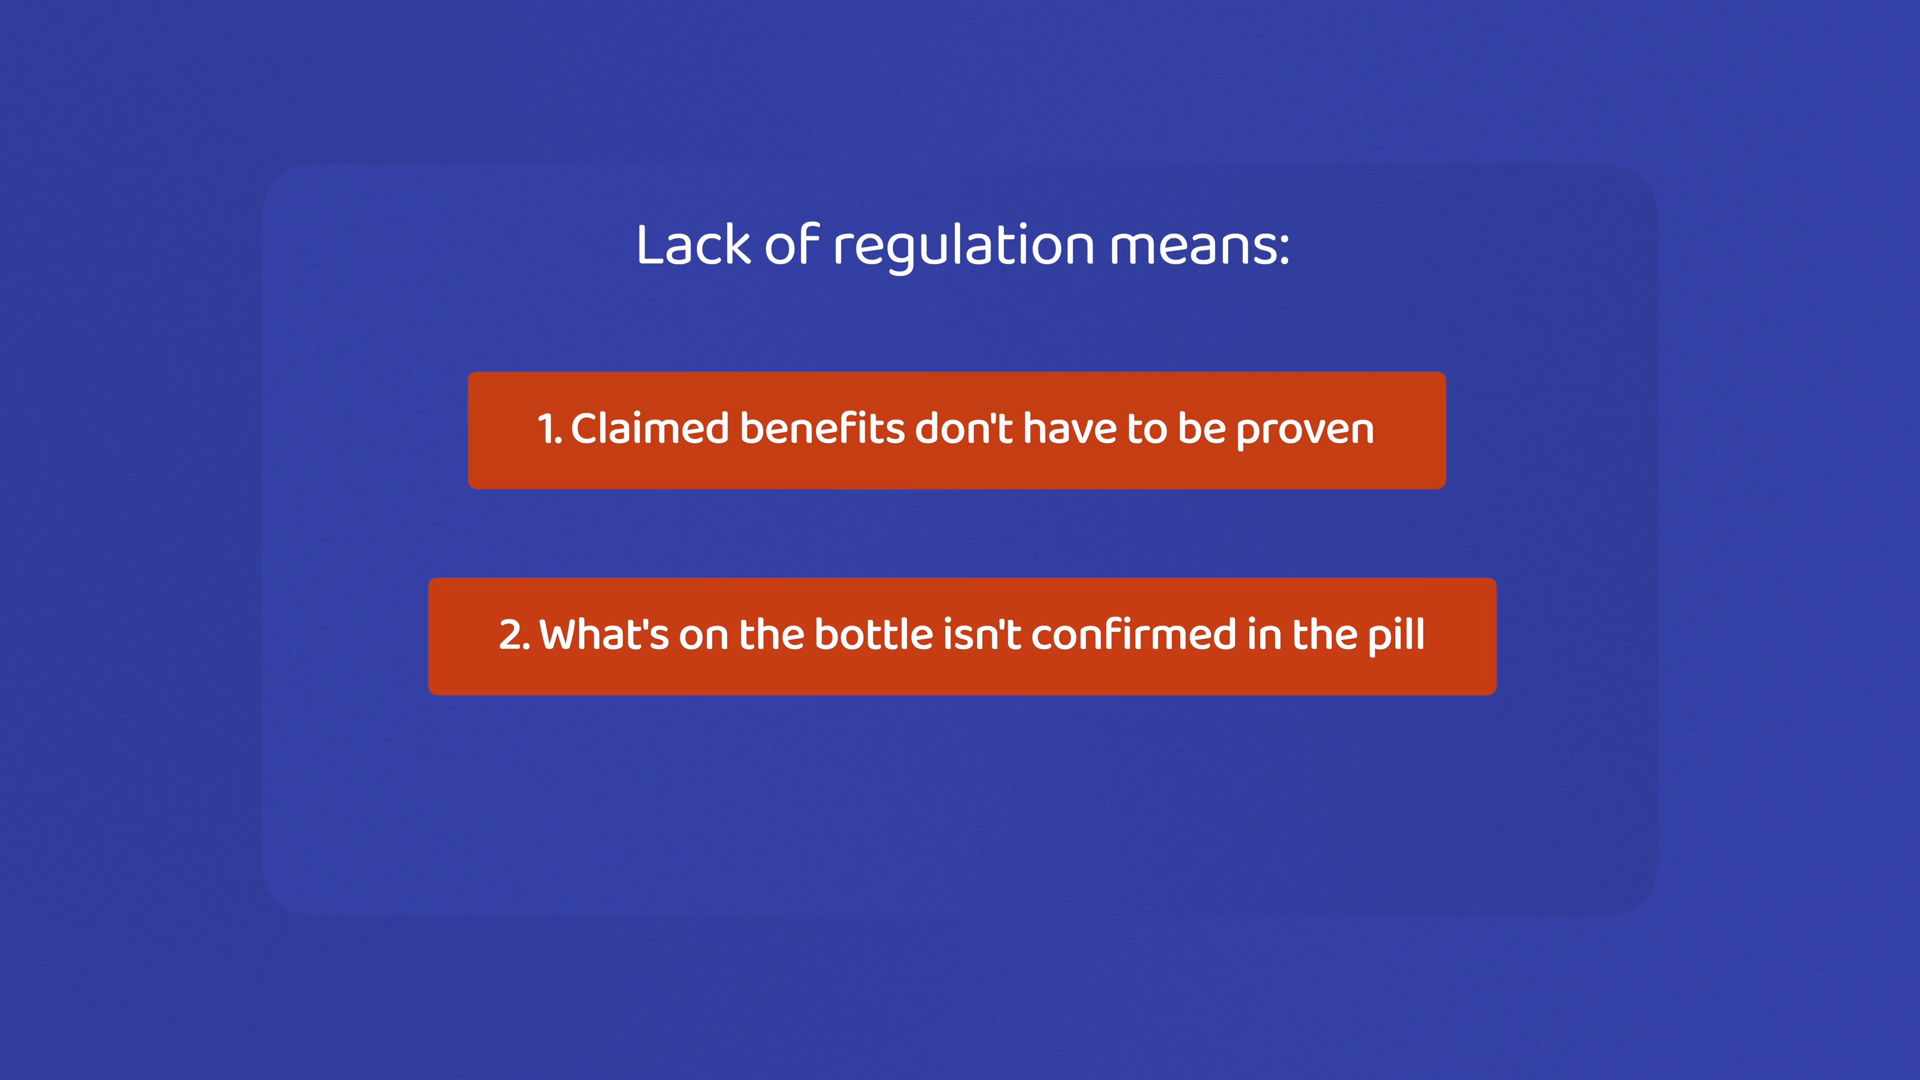 Lack of regulation means:
1. Claimed benefits don't have to be proven
2. What's on the bottle isn't confirmed in the pill